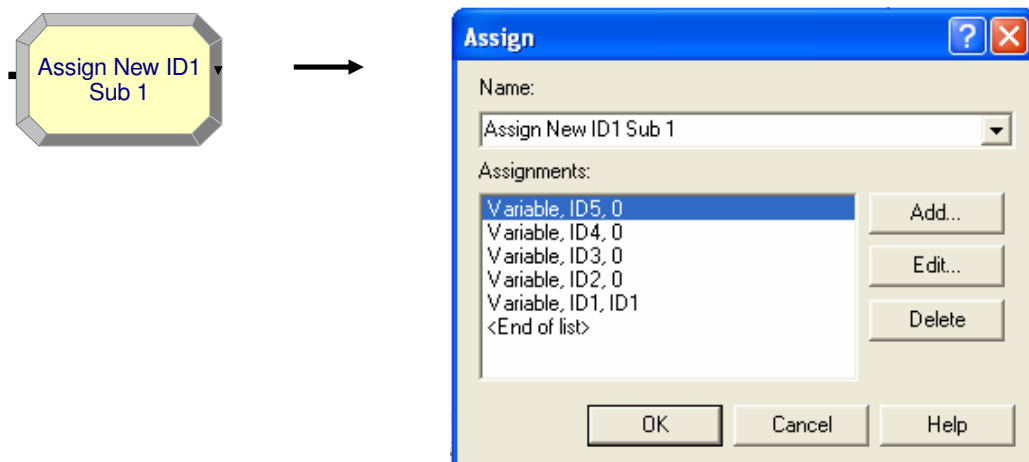 Assign New ID1
Sub 1
Assign
?
Name:
Assign New ID1 Sub 1
Assignments:
Variable, ID5, 0
Variable, ID4, 0
Variable, ID3, 0
Variable, ID2, 0
Variable, ID1, ID1
<End of list>
Add...
Edit...
Delete
OK
Cancel
Help